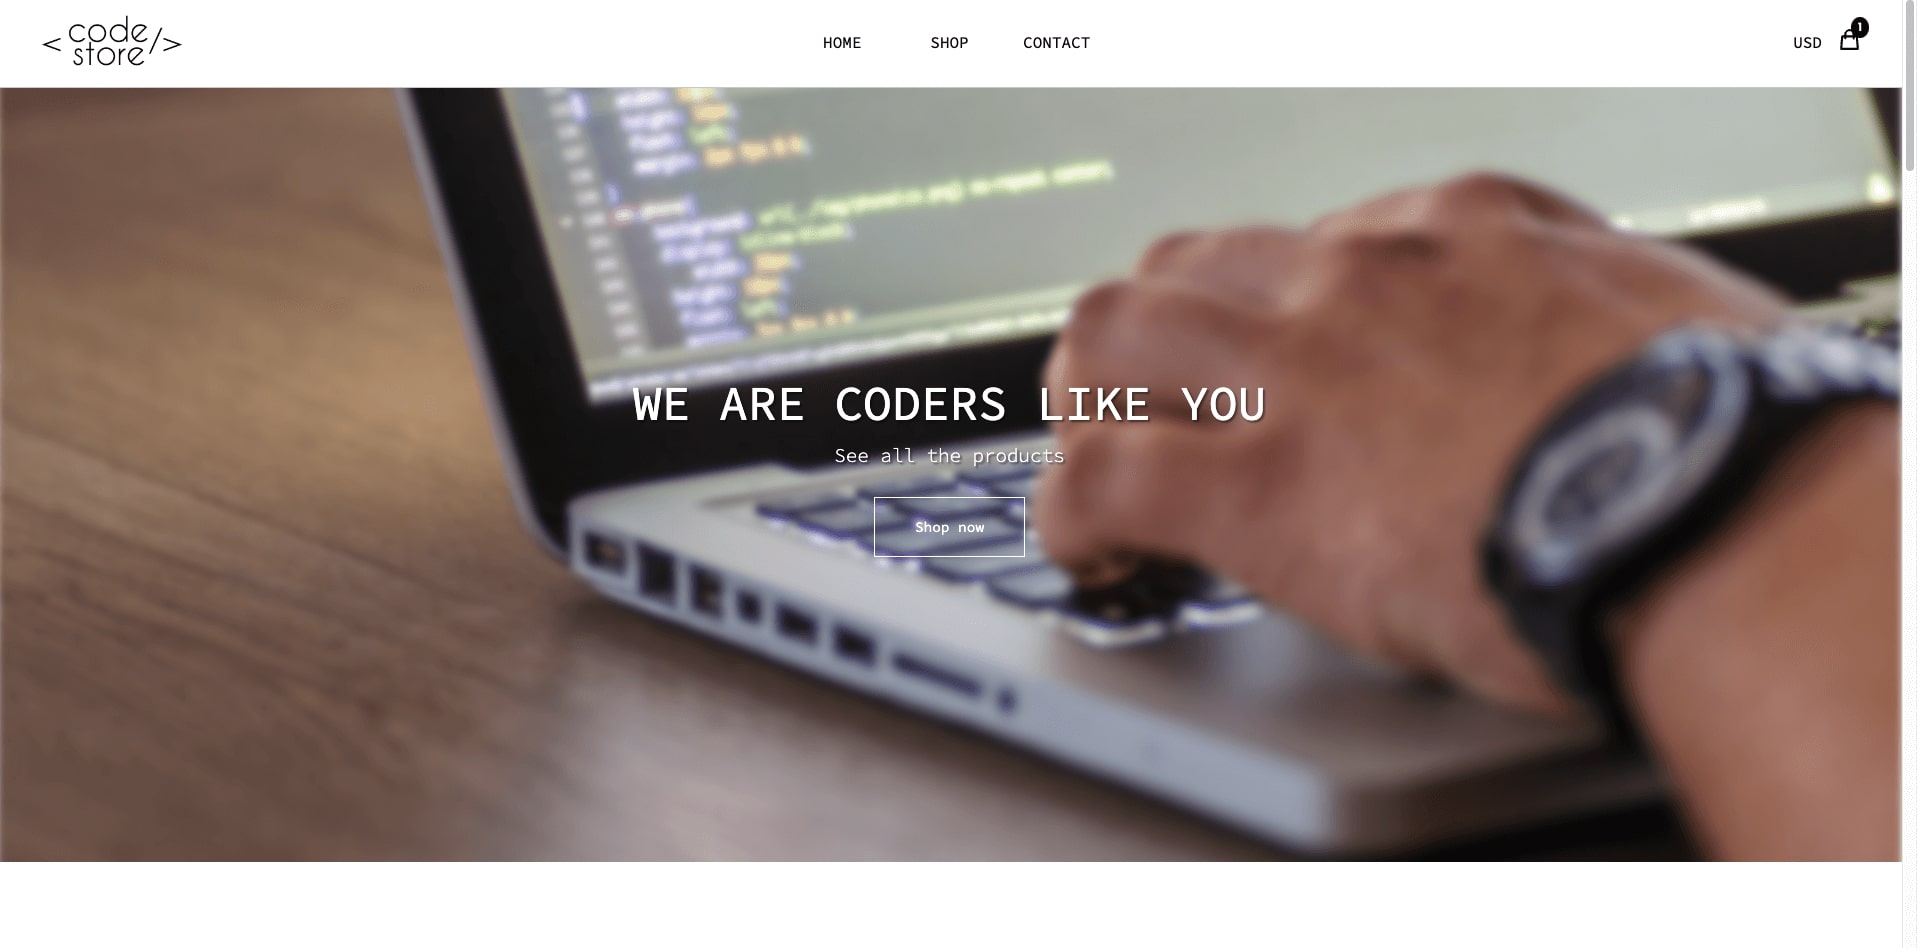 <code
store/>
HOME SHOP CONTACT
USD
1
WE ARE CODERS LIKE YOU
See all the products
Shop now